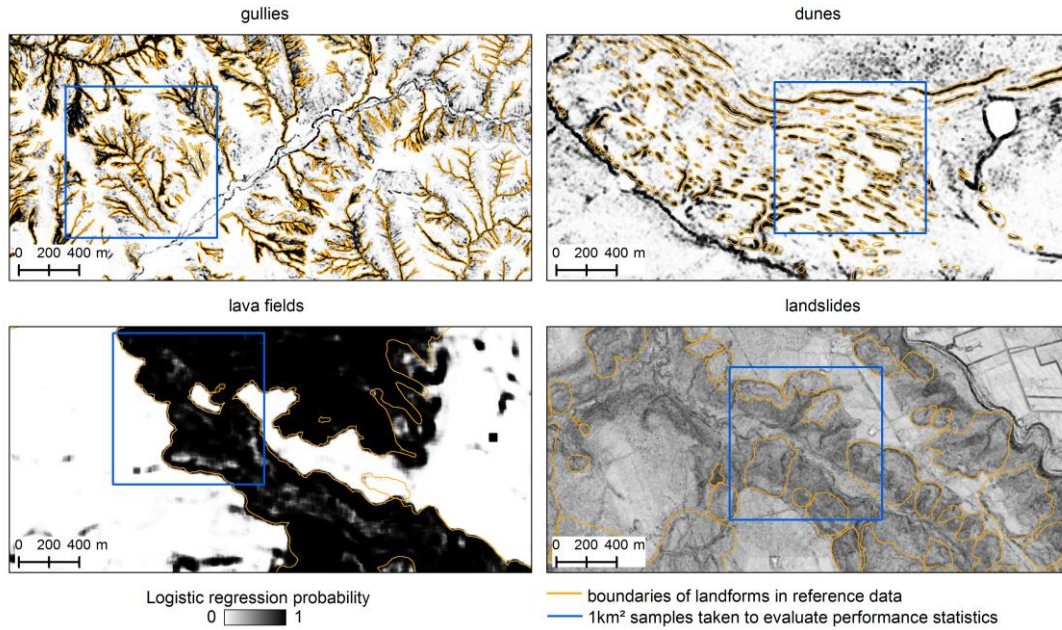 gullies
dunes
0 200 400 m
0 200 400 m
lava fields
landslides
0 200 400 m
0 200 400 m
Logistic regression probability
0 1
boundaries of landforms in reference data
1km² samples taken to evaluate performance statistics